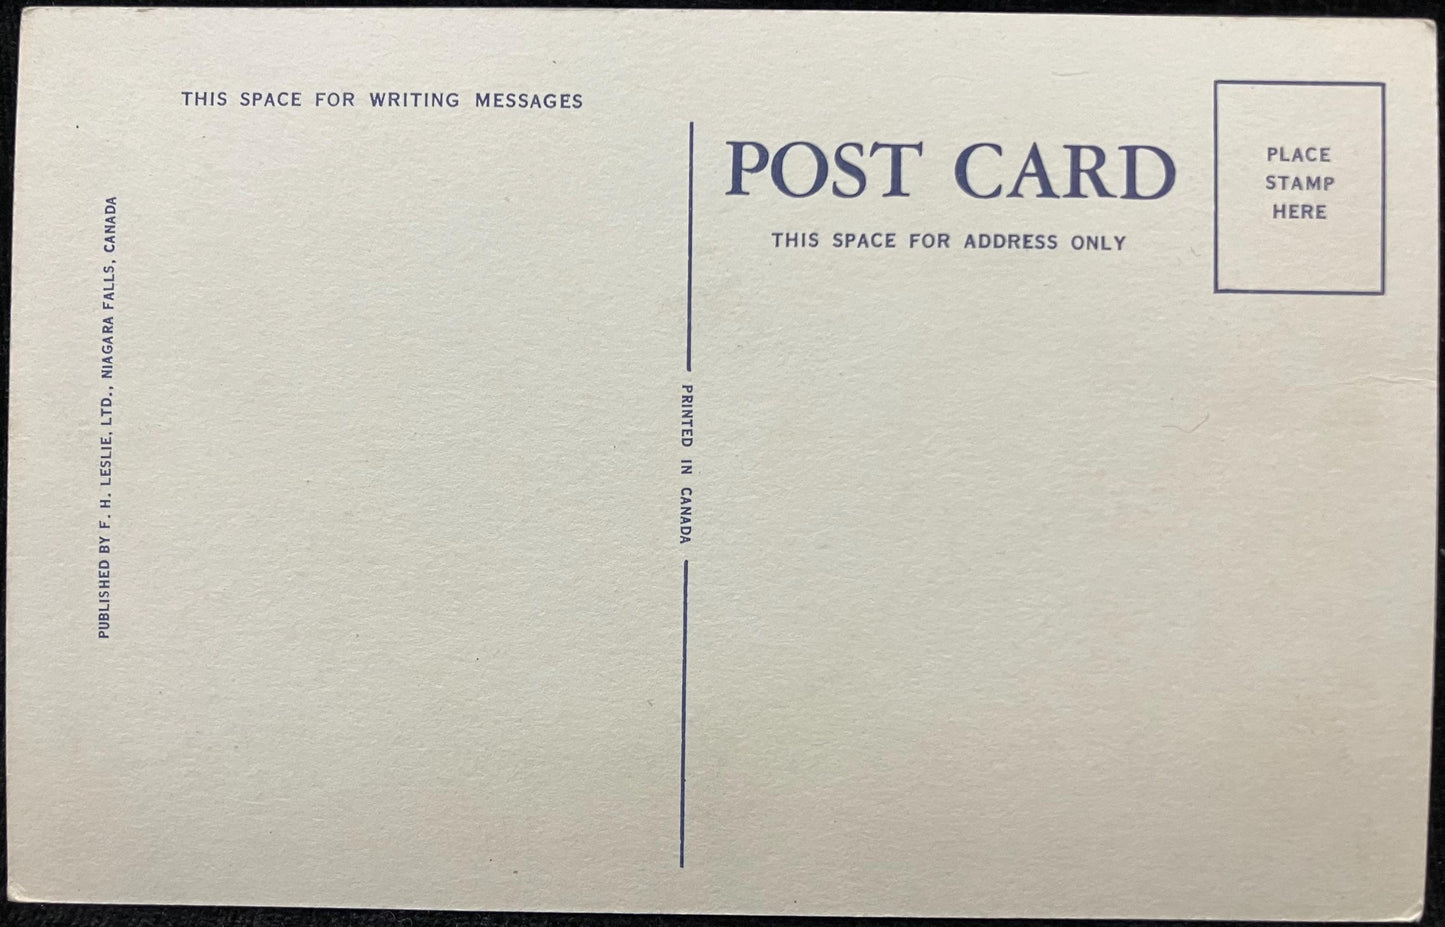 THIS SPACE FOR WRITING MESSAGES
PUBLISHED BY F. H. LESLIE, LTD., NIAGARA FALLS, CANADA
PRINTED IN CANADA
POST CARD
THIS SPACE FOR ADDRESS ONLY
PLACE
STAMP
HERE